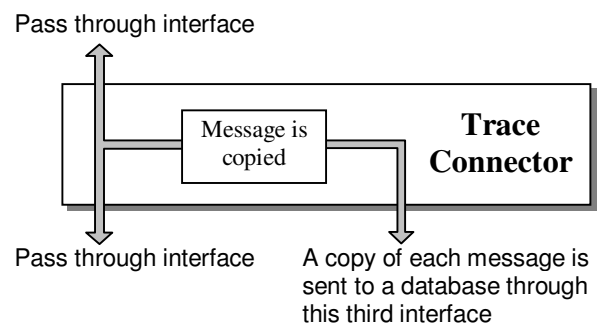 Pass through interface
Message is
copied
Trace
Connector
Pass through interface
A copy of each message is
sent to a database through
this third interface